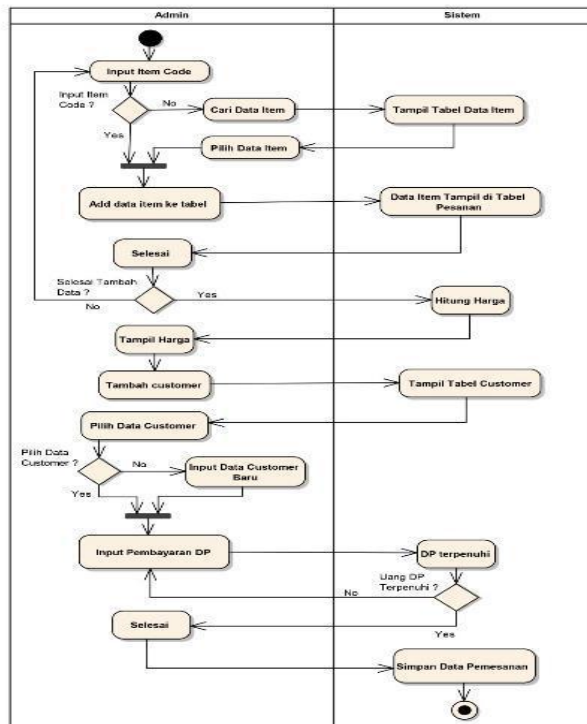 Admin
Sistem
Input Item Code
Input Item
Code ?
No
Cari Data Item
Tampil Tabel Data Item
Yes
Pilih Data Item
Add data item ke tabel
Data Item Tampil di Tabel
Pesanan
Selesai
Selesai Tambah
Data ?
No
Yes
Hitung Harga
Tampil Harga
Tambah customer
Tampil Tabel Customer
Pilih Data Customer
Pilih Data
Customer ?
No
Input Data Customer
Baru
Yes
Input Pembayaran DP
DP terpenuhi
Uang DP
Terpenuhi ?
No
Selesai
Yes
Simpan Data Pemesanan